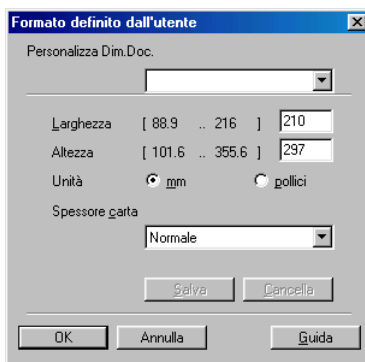 Formato definito dall'utente
Personalizza Dim.Doc.
Larghezza [ 88.9 .. 216 ] 210
Altezza [ 101.6 .. 355.6 ] 297
Unità mm pollici
Spessore carta
Normale
Salva Cancella
OK Annulla Guida